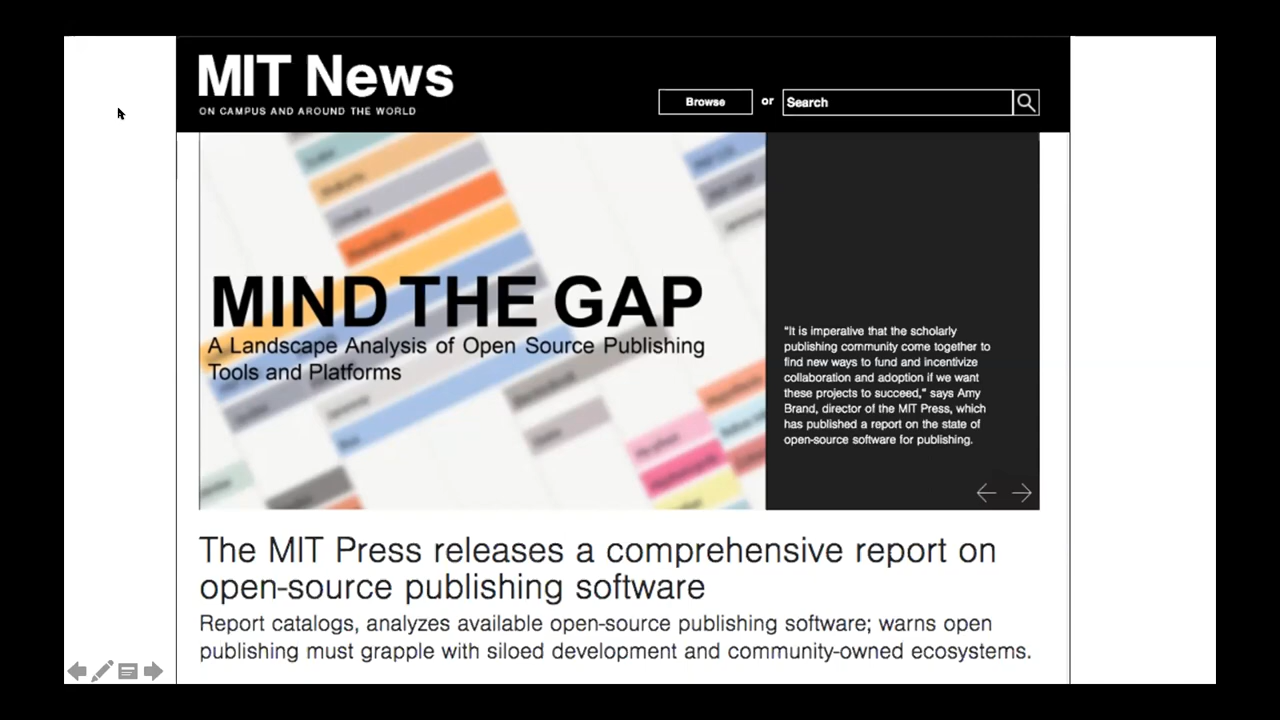 MIT News
ON CAMPUS AND AROUND THE WORLD
Browse
or
Search
MIND THE GAP
A Landscape Analysis of Open Source Publishing
Tools and Platforms
“It is imperative that the scholarly
publishing community come together to
find new ways to fund and incentivize
collaboration and adoption if we want
these projects to succeed,” says Amy
Brand, director of the MIT Press, which
has published a report on the state of
open-source software for publishing.
The MIT Press releases a comprehensive report on
open-source publishing software
Report catalogs, analyzes available open-source publishing software; warns open
publishing must grapple with siloed development and community-owned ecosystems.